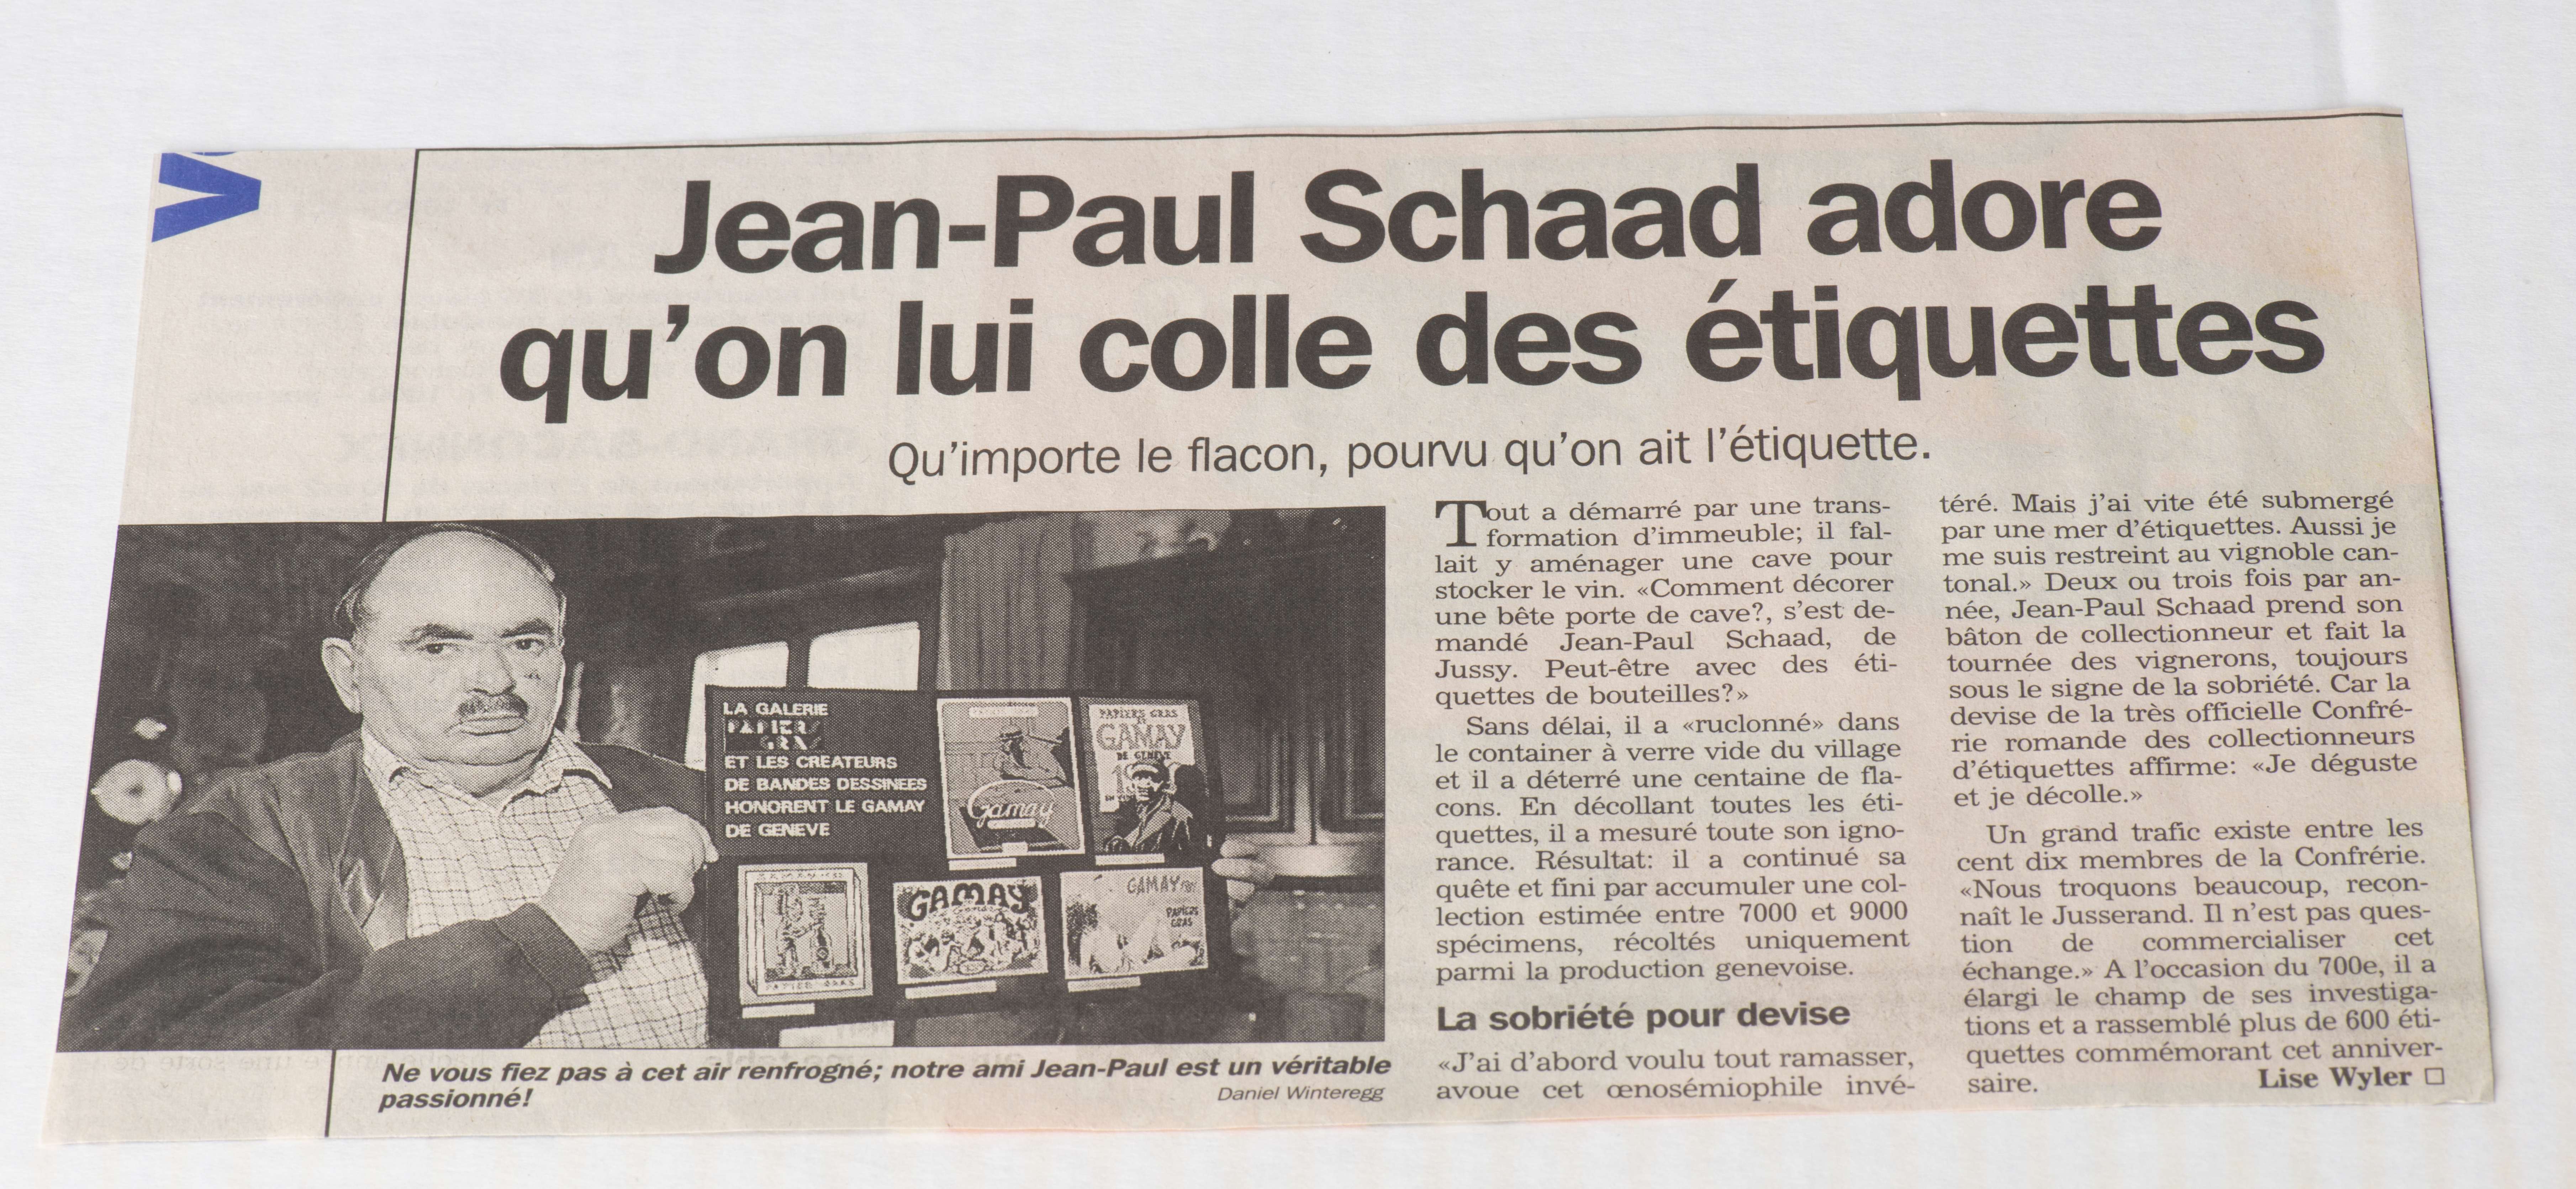 Jean-Paul Schaad adore
qu'on lui colle des étiquettes
Qu'importe le flacon, pourvu qu'on ait l'étiquette.
LA GALERIE
PAPIERS
GRAS
ET LES CREATEURS
DE BANDES DESSINEES
HONORENT LE GAMAY
DE GENEVE
Gamay
PAPIERS GRAS
GAMAY
DE GENEVE
PAPIER GRAS
GAMAY
GAMAY
PAPIERS
GRAS
Ne vous fiez pas à cet air renfrogné; notre ami Jean-Paul est un véritable
passionné!
Daniel Winteregg
Tout a démarré par une trans-
formation d'immeuble; il fal-
lait y aménager une cave pour
stocker le vin. «Comment décorer
une bête porte de cave?, s'est de-
mandé Jean-Paul Schaad, de
Jussy. Peut-être avec des éti-
quettes de bouteilles?»
Sans délai, il a «ruclonné» dans
le container à verre vide du village
et il a déterré une centaine de fla-
cons. En décollant toutes les éti-
quettes, il a mesuré toute son igno-
rance. Résultat: il a continué sa
quête et fini par accumuler une col-
lection estimée entre 7000 et 9000
spécimens, récoltés uniquement
parmi la production genevoise.
La sobriété pour devise
«J'ai d'abord voulu tout ramasser,
avoue cet œnosémiophile invé-
téré. Mais j'ai vite été submergé
par une mer d'étiquettes. Aussi je
me suis restreint au vignoble can-
tonal.» Deux ou trois fois par an-
née, Jean-Paul Schaad prend son
bâton de collectionneur et fait la
tournée des vignerons, toujours
sous le signe de la sobriété. Car la
devise de la très officielle Confré-
rie romande des collectionneurs
d'étiquettes affirme: «Je déguste
et je décolle.»
Un grand trafic existe entre les
cent dix membres de la Confrérie.
«Nous troquons beaucoup, recon-
naît le Jusserand. Il n'est pas ques-
tion de commercialiser cet
échange.» A l'occasion du 700e, il a
élargi le champ de ses investiga-
tions et a rassemblé plus de 600 éti-
quettes commémorant cet anniver-
saire.
Lise Wyler